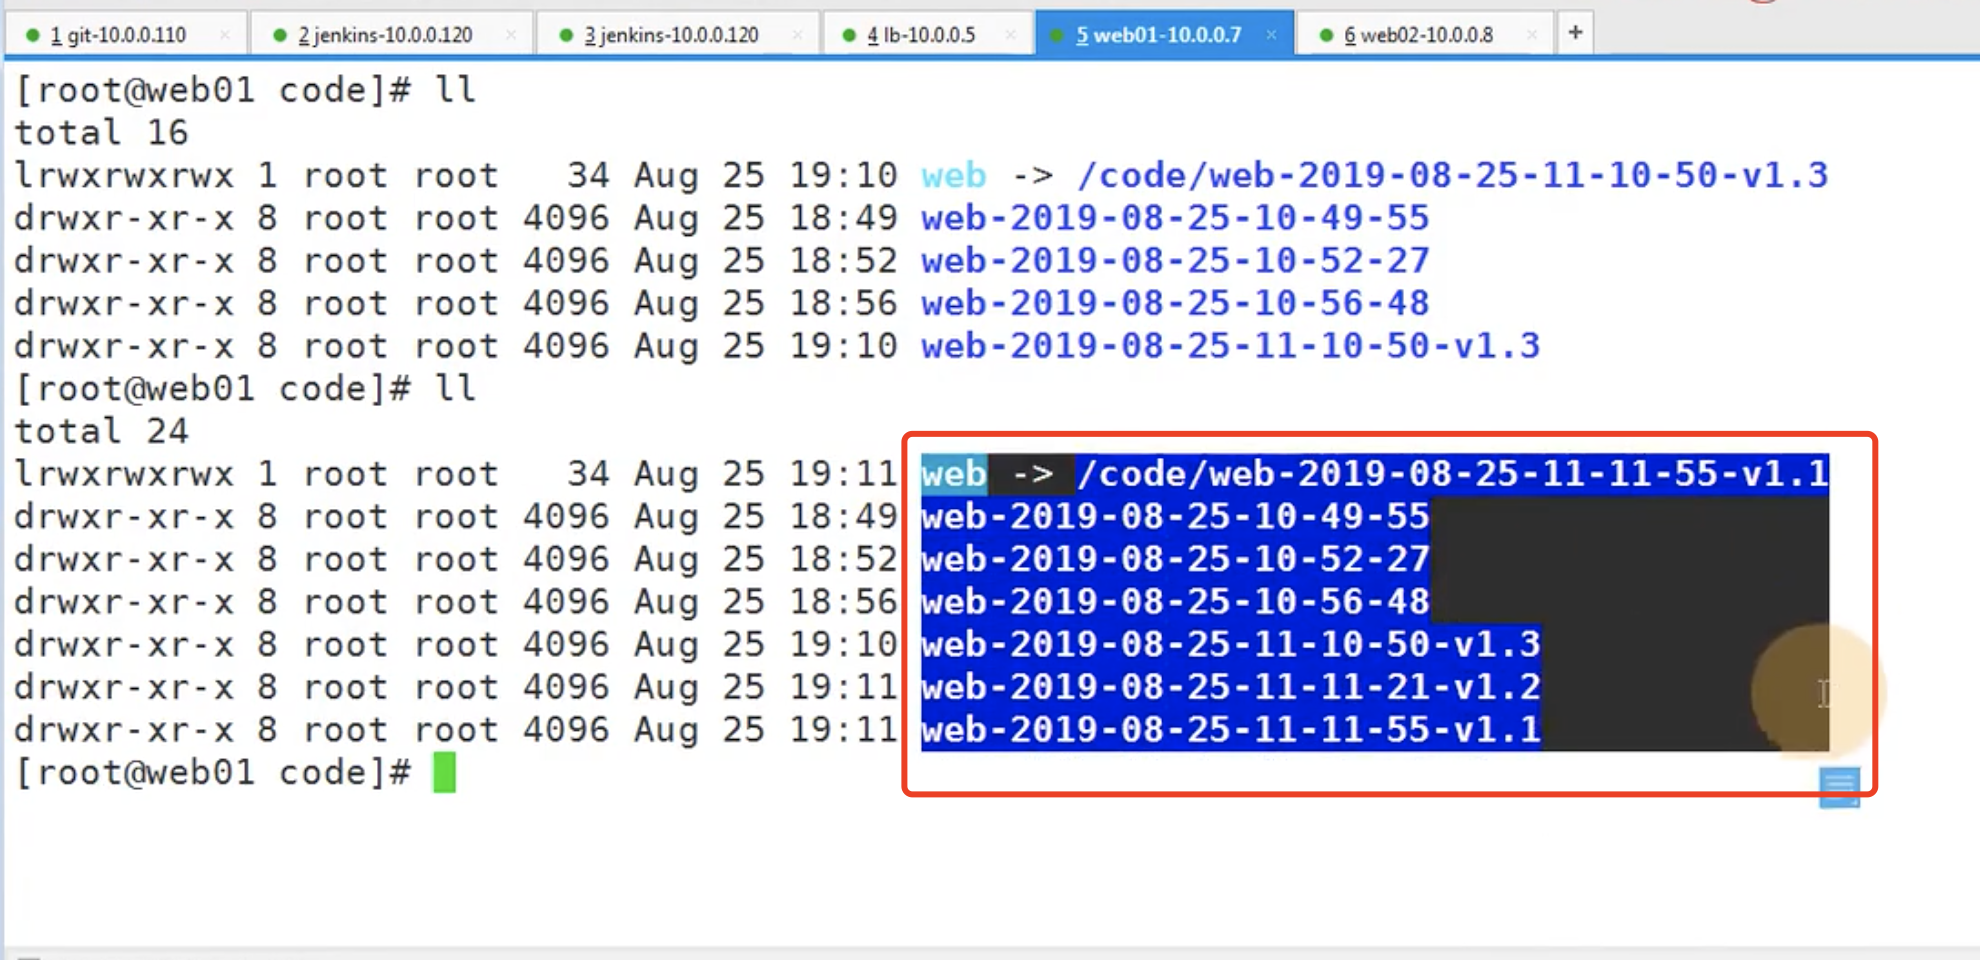 1 git-10.0.0.110 × 2 jenkins-10.0.0.120 × 3 jenkins-10.0.0.120 × 4 lb-10.0.0.5 × 5 web01-10.0.0.7 × 6 web02-10.0.0.8 × +
[root@web01 code]# ll
total 16
lrwxrwxrwx 1 root root   34 Aug 25 19:10 web -> /code/web-2019-08-25-11-10-50-v1.3
drwxr-xr-x 8 root root 4096 Aug 25 18:49 web-2019-08-25-10-49-55
drwxr-xr-x 8 root root 4096 Aug 25 18:52 web-2019-08-25-10-52-27
drwxr-xr-x 8 root root 4096 Aug 25 18:56 web-2019-08-25-10-56-48
drwxr-xr-x 8 root root 4096 Aug 25 19:10 web-2019-08-25-11-10-50-v1.3
[root@web01 code]# ll
total 24
lrwxrwxrwx 1 root root   34 Aug 25 19:11 web -> /code/web-2019-08-25-11-11-55-v1.1
drwxr-xr-x 8 root root 4096 Aug 25 18:49 web-2019-08-25-10-49-55
drwxr-xr-x 8 root root 4096 Aug 25 18:52 web-2019-08-25-10-52-27
drwxr-xr-x 8 root root 4096 Aug 25 18:56 web-2019-08-25-10-56-48
drwxr-xr-x 8 root root 4096 Aug 25 19:10 web-2019-08-25-11-10-50-v1.3
drwxr-xr-x 8 root root 4096 Aug 25 19:11 web-2019-08-25-11-11-21-v1.2
drwxr-xr-x 8 root root 4096 Aug 25 19:11 web-2019-08-25-11-11-55-v1.1
[root@web01 code]#